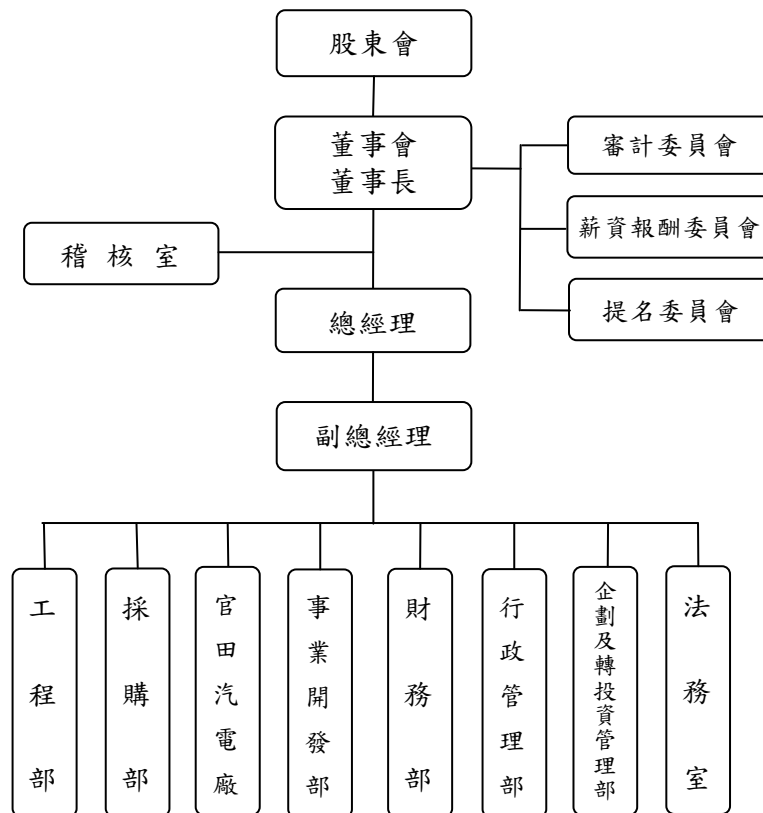 股東會
董事會
董事長
審計委員會
薪資報酬委員會
提名委員會
稽核室
總經理
副總經理
工程部
採購部
官田汽電廠
事業開發部
財務部
行政管理部
企劃及轉投資管理部
法務室